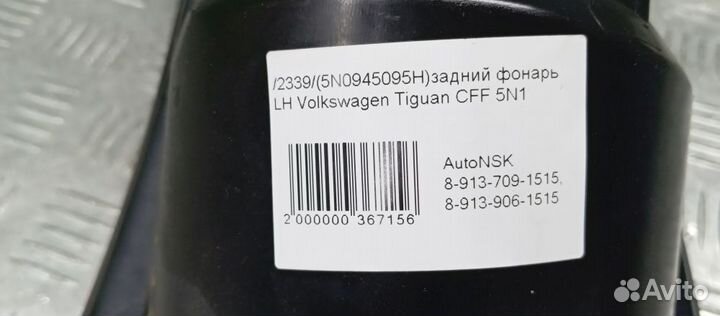 /2339/(5N0945095H)задний фонарь
LH Volkswagen Tiguan CFF 5N1
AutoNSK
8-913-709-1515,
8-913-906-1515
2 000000 367156
Avito